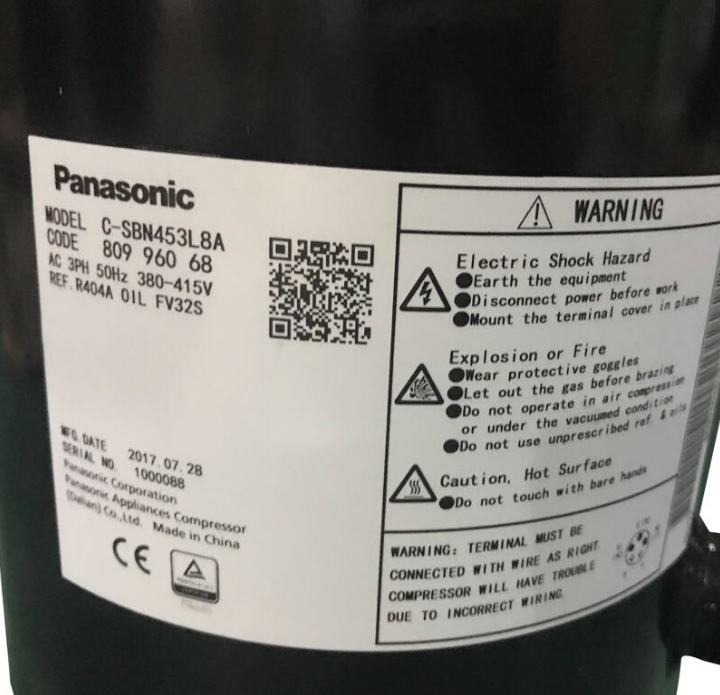 Panasonic
MODEL C-SBN453L8A
CODE 809 960 68
AC 3PH 50Hz 380-415V
REF. R404A OIL FV32S
MFG. DATE 2017. 07. 28
SERIAL NO. 1000088
Panasonic Corporation
Panasonic Appliances Compressor
(Dalian) Co., Ltd. Made in China
CE
WARNING
Electric Shock Hazard
●Earth the equipment
●Disconnect power before work
●Mount the terminal cover in place
Explosion or Fire
●Wear protective goggles
●Let out the gas before brazing
●Do not operate in air compression
or under the vacuumed condition
●Do not use unprescribed ref. & oils
Caution, Hot Surface
●Do not touch with bare hands
WARNING: TERMINAL MUST BE
CONNECTED WITH WIRE AS RIGHT.
COMPRESSOR WILL HAVE TROUBLE
DUE TO INCORRECT WIRING.